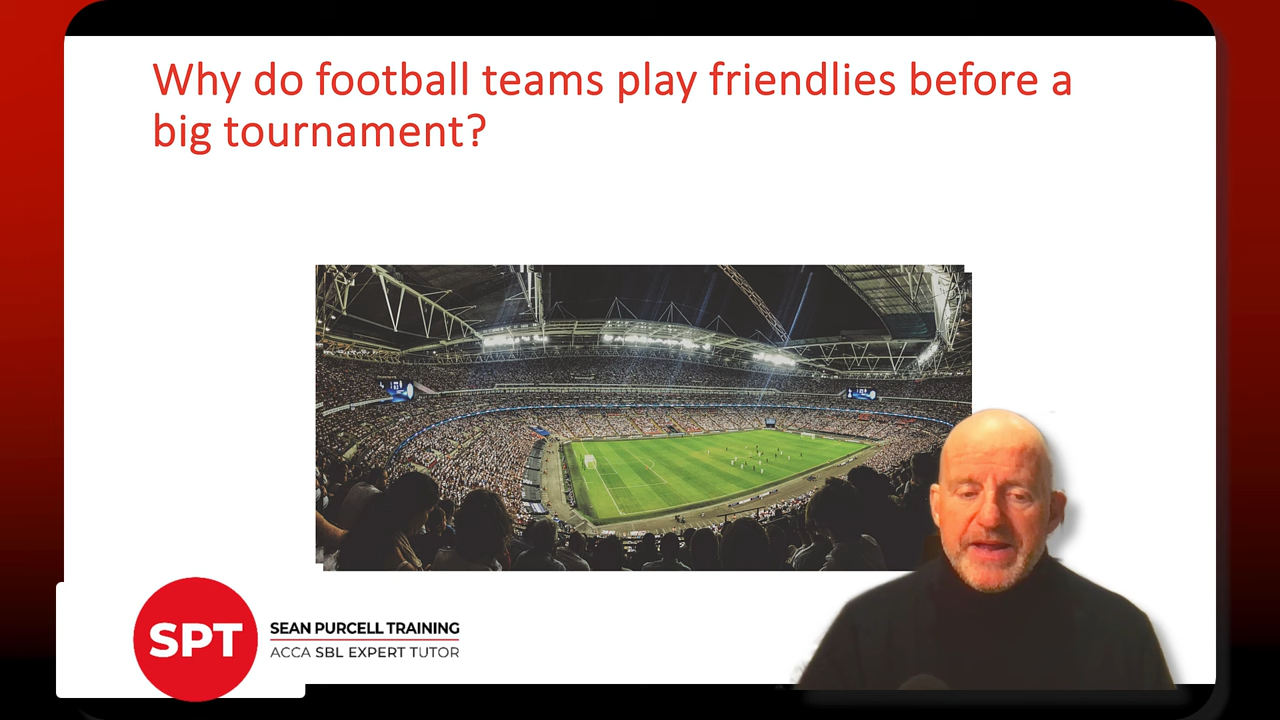 Why do football teams play friendlies before a
big tournament?
SPT
SEAN PURCELL TRAINING
ACCA SBL EXPERT TUTOR